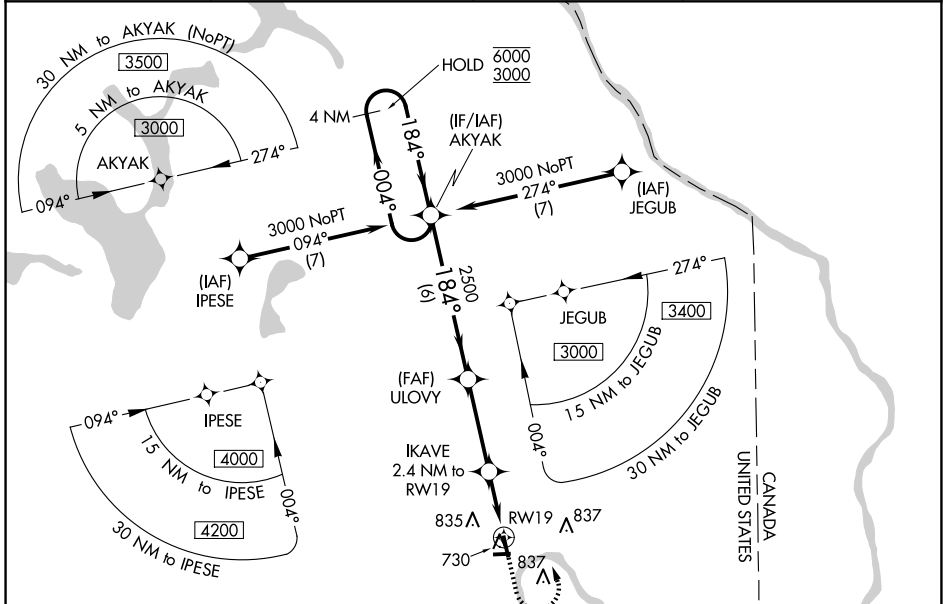 30 NM to AKYAK (NoPT)
3500
5 NM to AKYAK
3000
AKYAK
094°
274°
HOLD 6000
3000
4 NM
184°
004°
(IF/IAF)
AKYAK
3000 NoPT
274°
(7)
(IAF)
JEGUB
3000 NoPT
094°
(7)
(IAF)
IPESE
2500
184°
(6)
274°
JEGUB
3400
3000
15 NM to JEGUB
30 NM to JEGUB
004°
(FAF)
ULOVY
094°
IPESE
4000
15 NM to IPESE
4200
30 NM to IPESE
004°
IKAVE
2.4 NM to
RW19
835
RW19
837
730
837
CANADA
UNITED STATES